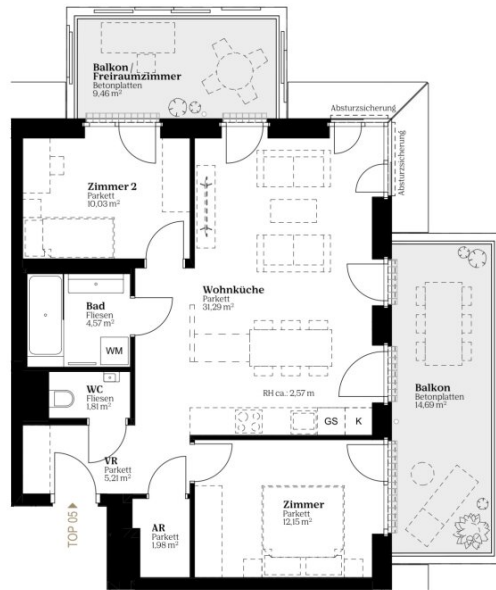 Balkon/
Freiraumzimmer
Betonplatten
9,46 m²
Absturzsicherung
Absturzsicherung
Zimmer 2
Parkett
10,03 m²
Wohnküche
Parkett
31,29 m²
Bad
Fliesen
4,57 m²
WM
WC
Fliesen
1,81 m²
RH ca.: 2,57 m
GS
K
Balkon
Betonplatten
14,69 m²
VR
Parkett
5,21 m²
TOP 05
AR
Parkett
1,98 m²
Zimmer
Parkett
12,15 m²